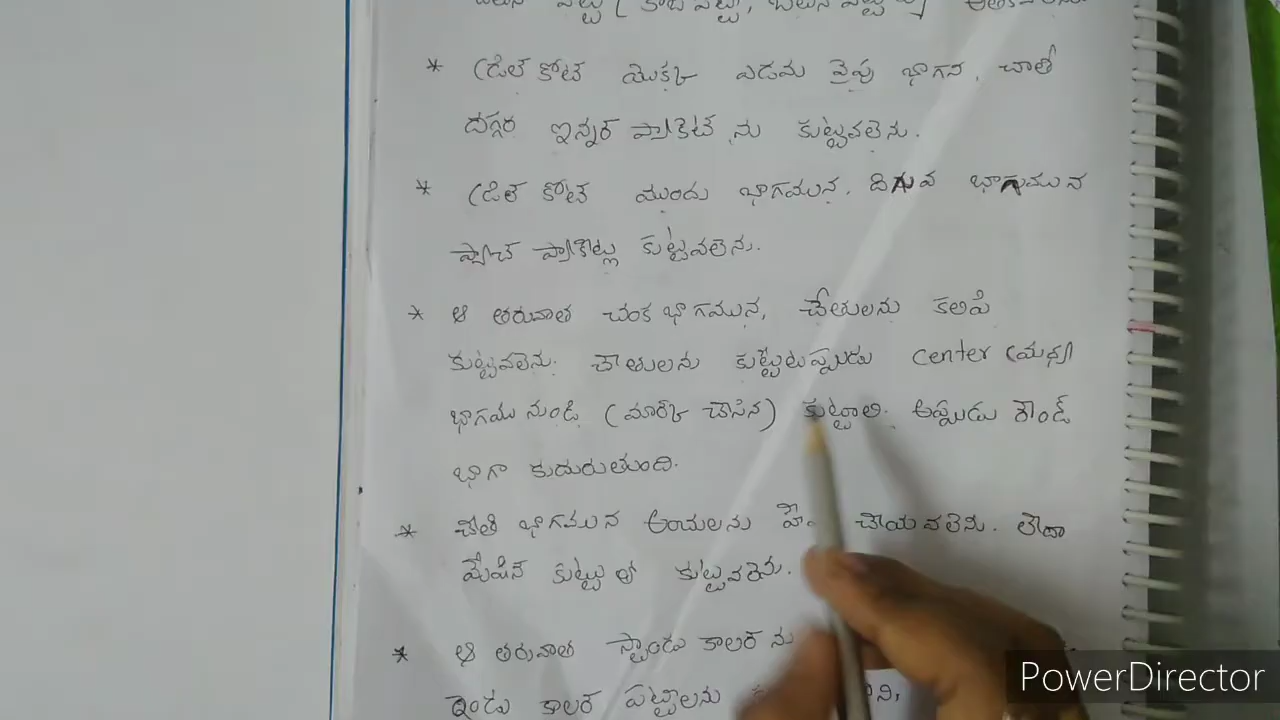 * (డిల్ కోట్ యొక్క ఎడమ వైపు భాగన, చాతీ
దగ్గర ఇన్నర్ ప్యాకెట్ ను కుట్టవలెను.
* (డిల్ కోట్ ముందు భాగమున, దిగువ భాగమున
ప్యాచ్ ప్యాకెట్లు కుట్టవలెను.
* ఆ తరువాత చంక భాగమున, చేతులను కలిపి
కుట్టవలెను. చేతులను కుట్టేటప్పుడు center (మధ్య)
భాగము నుండి (మార్క్ చేసిన) కుట్టాలి. అప్పుడు రౌండ్
భాగా కుదురుతుంది.
* చేతి భాగమున అంచులను చేయవలెను. లేదా
మేషిన్ కుట్టు తో కుట్టవలెను.
* ఆ తరువాత స్టాండు కాలర్ ను
రెండు కాలర్ పట్టీలను
PowerDirector